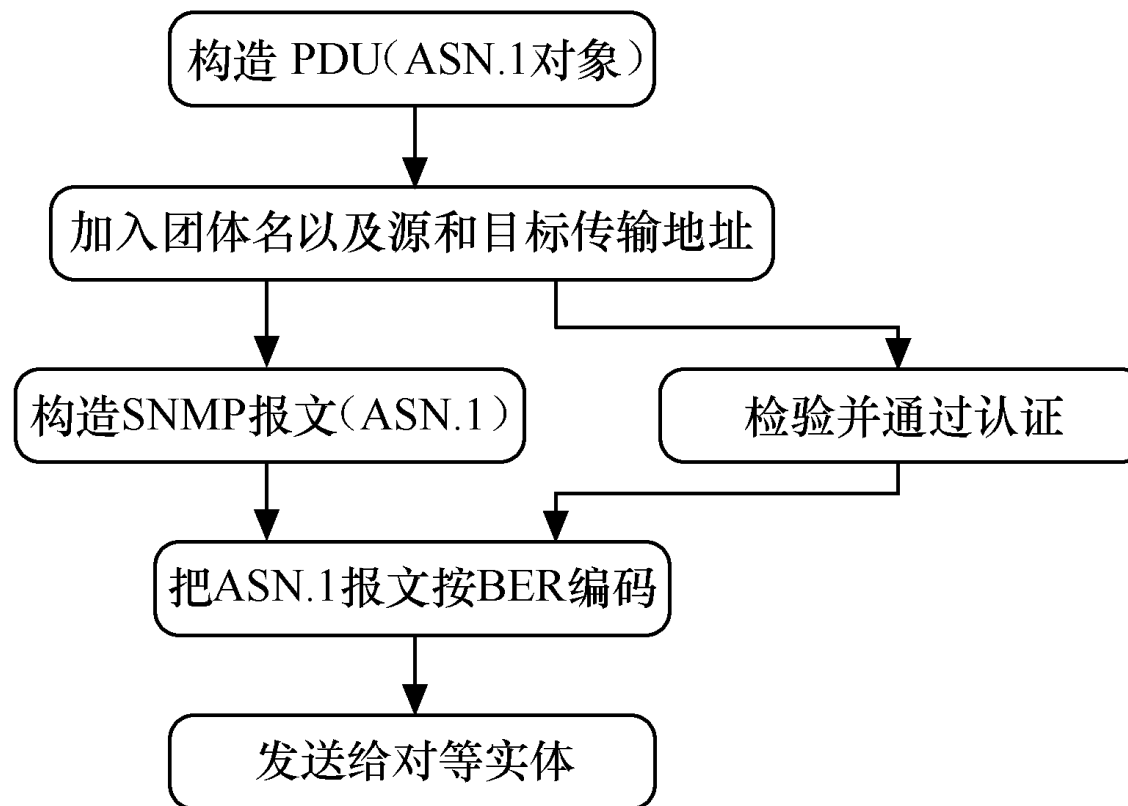 构造 PDU(ASN.1对象)
加入团体名以及源和目标传输地址
构造SNMP报文(ASN.1)
检验并通过认证
把ASN.1报文按BER编码
发送给对等实体